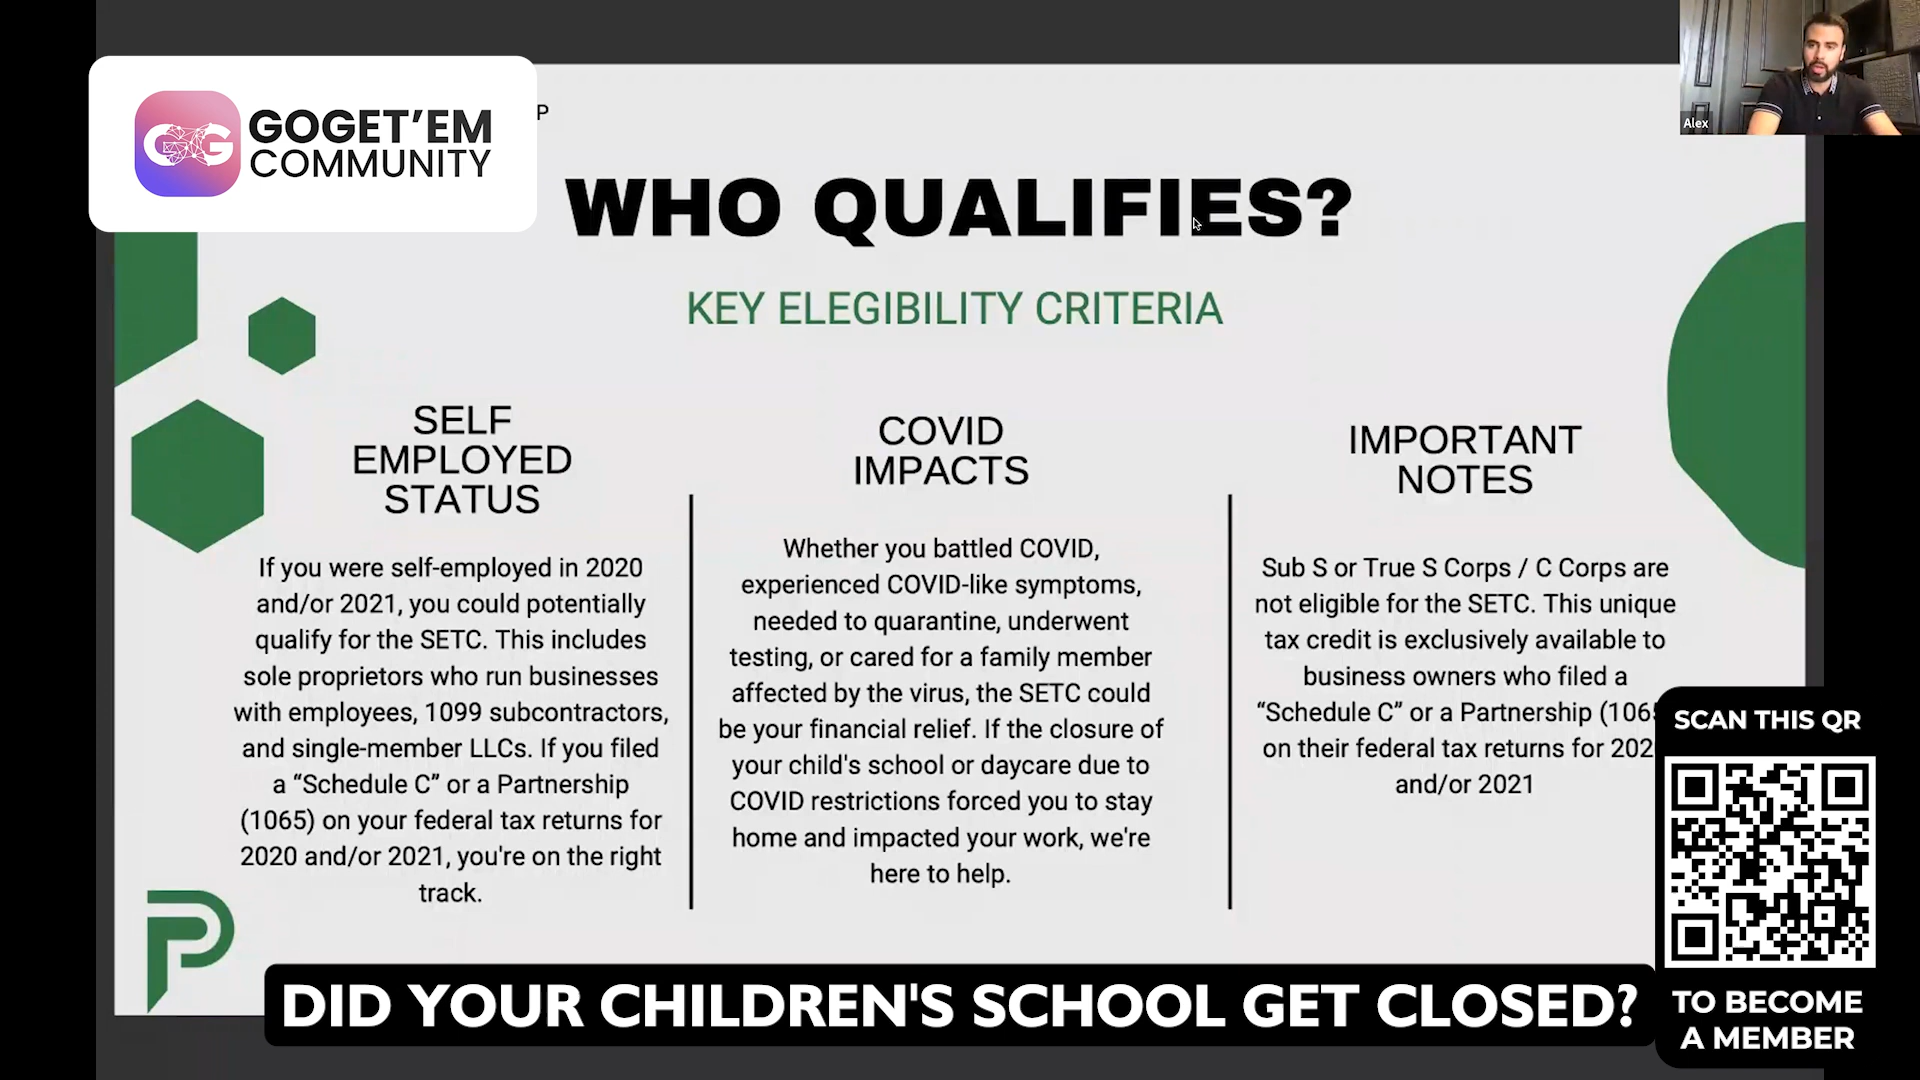 GOGET'EM
COMMUNITY
P
Alex
WHO QUALIFIES?
KEY ELEGIBILITY CRITERIA
SELF
EMPLOYED
STATUS
If you were self-employed in 2020
and/or 2021, you could potentially
qualify for the SETC. This includes
sole proprietors who run businesses
with employees, 1099 subcontractors,
and single-member LLCs. If you filed
a “Schedule C” or a Partnership
(1065) on your federal tax returns for
2020 and/or 2021, you're on the right
track.
COVID
IMPACTS
Whether you battled COVID,
experienced COVID-like symptoms,
needed to quarantine, underwent
testing, or cared for a family member
affected by the virus, the SETC could
be your financial relief. If the closure of
your child's school or daycare due to
COVID restrictions forced you to stay
home and impacted your work, we're
here to help.
IMPORTANT
NOTES
Sub S or True S Corps / C Corps are
not eligible for the SETC. This unique
tax credit is exclusively available to
business owners who filed a
“Schedule C” or a Partnership (106
on their federal tax returns for 202
and/or 2021
SCAN THIS QR
TO BECOME
A MEMBER
DID YOUR CHILDREN'S SCHOOL GET CLOSED?